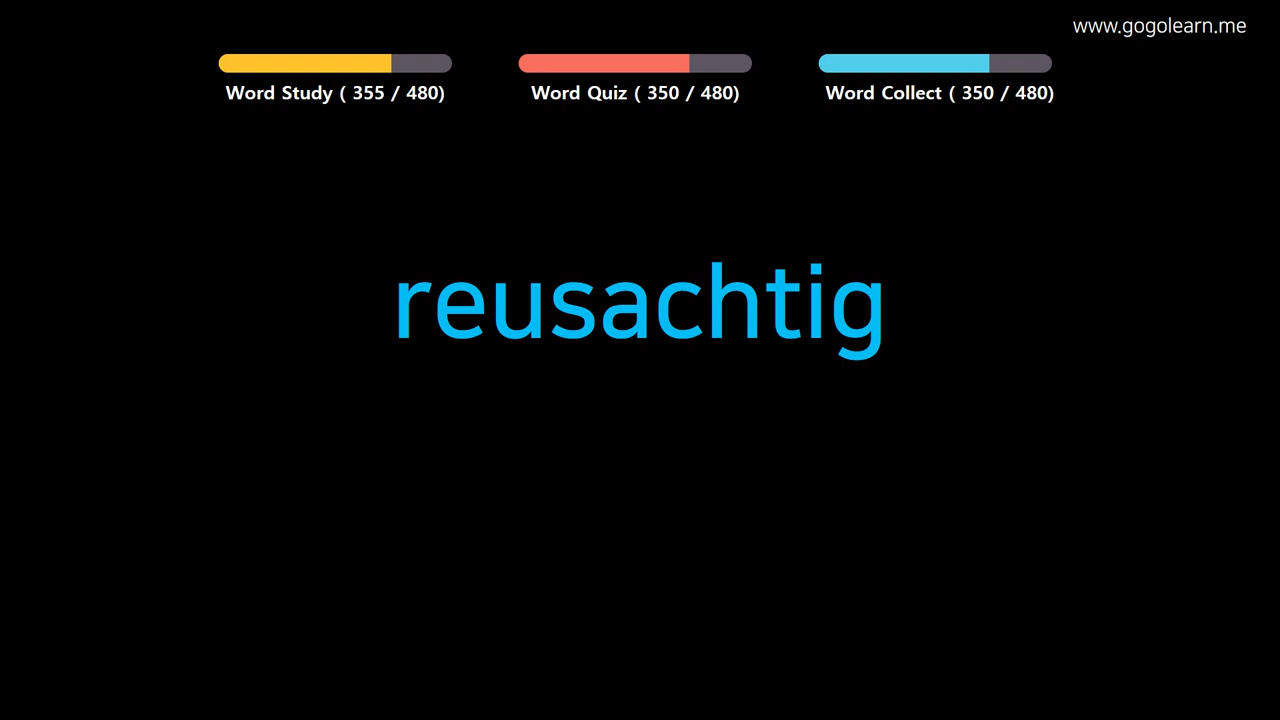 www.gogolearn.me
Word Study ( 355 / 480)
Word Quiz ( 350 / 480)
Word Collect ( 350 / 480)
reusachtig